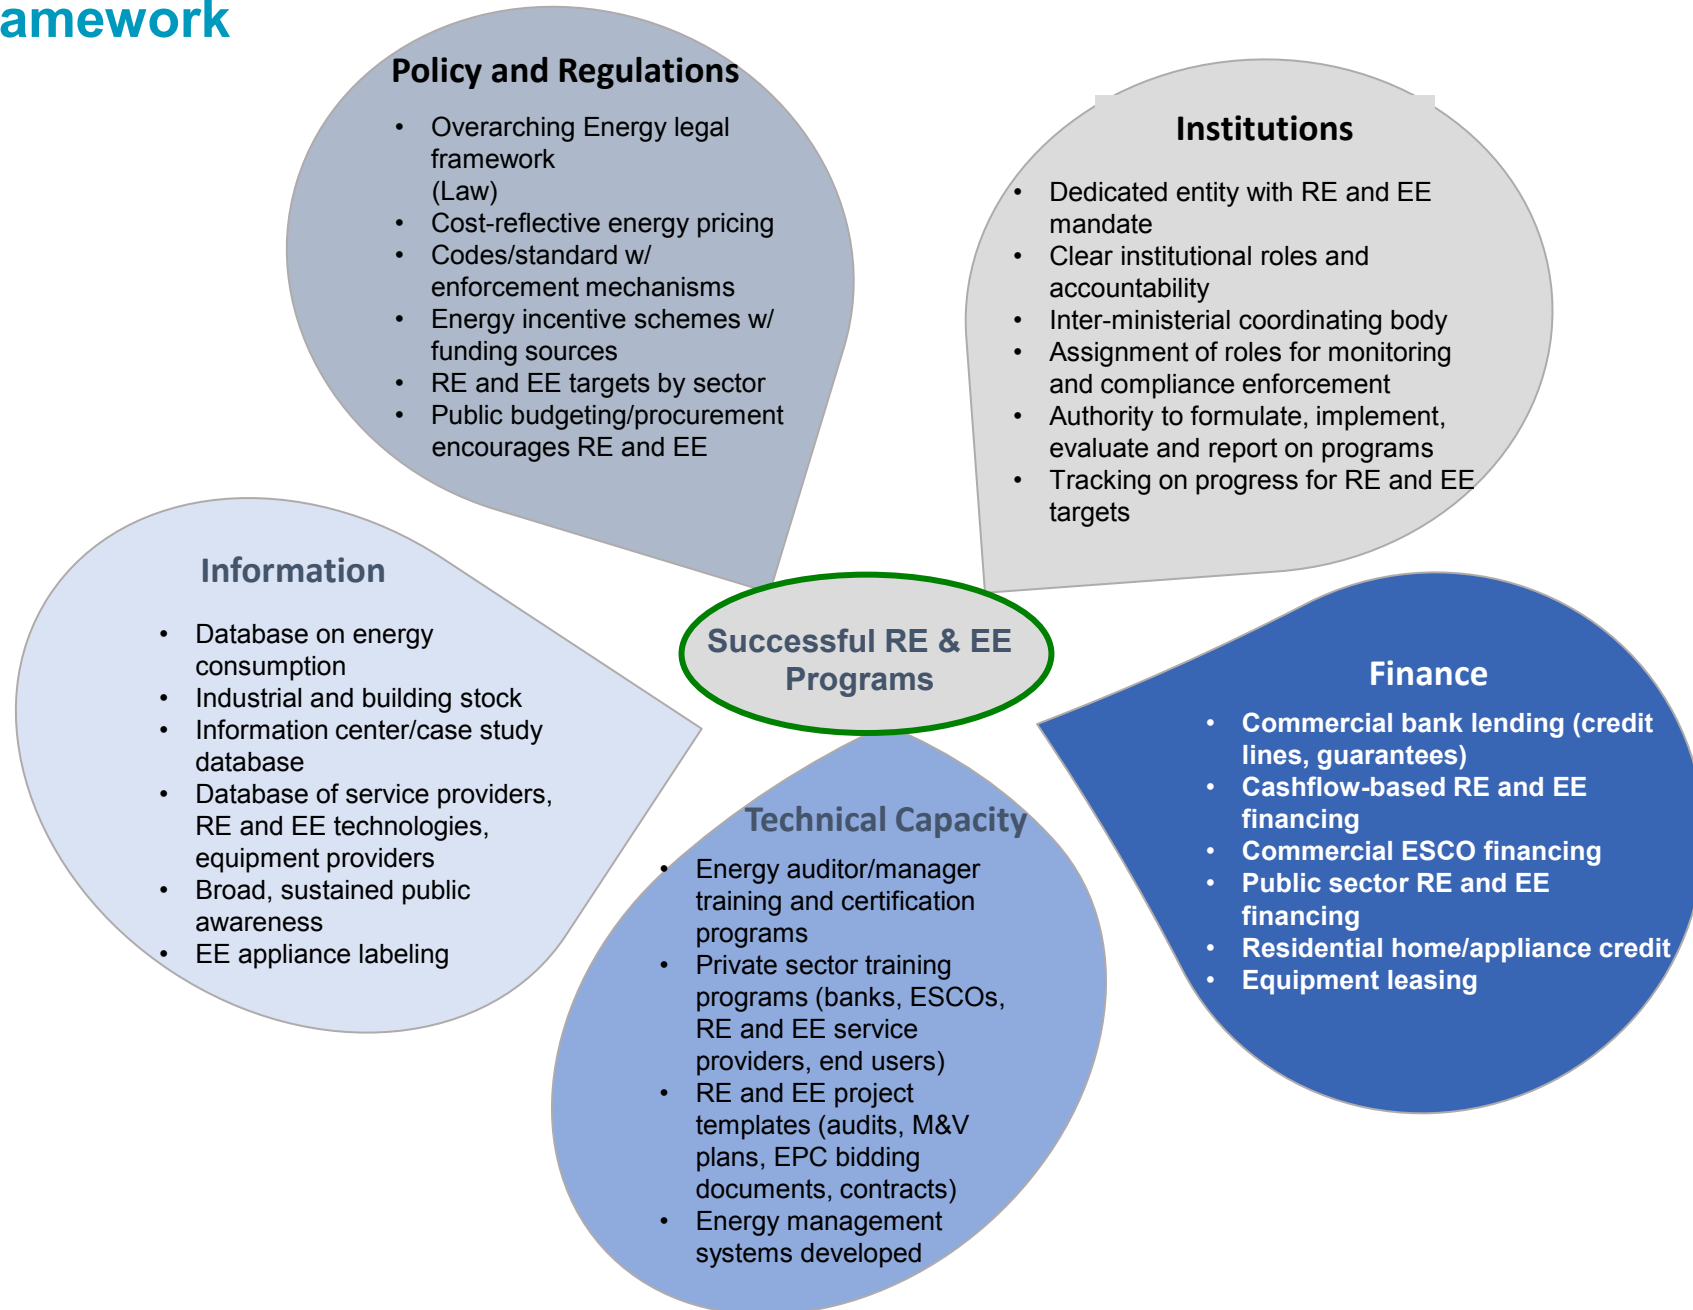 amework
Policy and Regulations
• Overarching Energy legal
framework
(Law)
• Cost-reflective energy pricing
• Codes/standard w/
enforcement mechanisms
• Energy incentive schemes w/
funding sources
• RE and EE targets by sector
• Public budgeting/procurement
encourages RE and EE
Institutions
• Dedicated entity with RE and EE
mandate
• Clear institutional roles and
accountability
• Inter-ministerial coordinating body
• Assignment of roles for monitoring
and compliance enforcement
• Authority to formulate, implement,
evaluate and report on programs
• Tracking on progress for RE and EE
targets
Information
• Database on energy
consumption
• Industrial and building stock
• Information center/case study
database
• Database of service providers,
RE and EE technologies,
equipment providers
• Broad, sustained public
awareness
• EE appliance labeling
Successful RE & EE
Programs
Finance
• Commercial bank lending (credit
lines, guarantees)
• Cashflow-based RE and EE
financing
• Commercial ESCO financing
• Public sector RE and EE
financing
• Residential home/appliance credit
• Equipment leasing
Technical Capacity
• Energy auditor/manager
training and certification
programs
• Private sector training
programs (banks, ESCOs,
RE and EE service
providers, end users)
• RE and EE project
templates (audits, M&V
plans, EPC bidding
documents, contracts)
• Energy management
systems developed